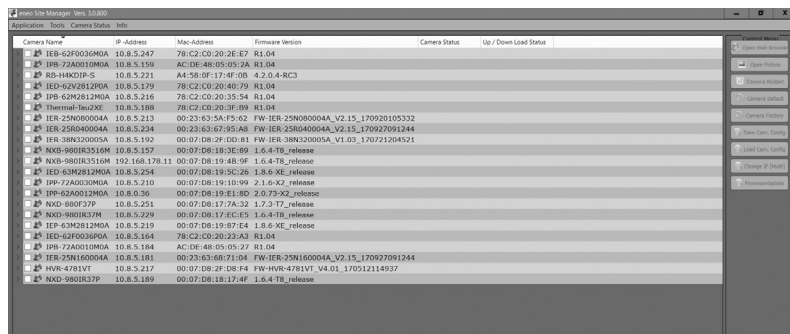 eneo Site Manager Vers. 3.0.800
Application Tools Camera Status Info
Camera Name IP -Address Mac-Address Firmware Version Camera Status Up / Down Load Status
IEB-62F0036M0A 10.8.5.247 78:C2:C0:20:2E:E7 R1.04
IPB-72A0010M0A 10.8.5.159 AC:DE:48:05:05:2A R1.04
RB-H4KDIP-S 10.8.5.221 A4:58:0F:17:4F:0B 4.2.0.4-RC3
IED-62V2812P0A 10.8.5.179 78:C2:C0:20:40:79 R1.04
IPB-62M2812M0A 10.8.5.216 78:C2:C0:20:35:54 R1.04
Thermal-Tau2XE 10.8.5.188 78:C2:C0:20:3F:B9 R1.04
IER-25N080004A 10.8.5.213 00:23:63:5A:F5:62 FW-IER-25N080004A_V2.15_170920105332
IER-25R040004A 10.8.5.234 00:23:63:67:95:A8 FW-IER-25R040004A_V2.15_170927091244
IER-38N320005A 10.8.5.192 00:07:D8:2F:DD:81 FW-IER-38N320005A_V1.03_170721204521
NXB-980IR3516M 10.8.5.157 00:07:D8:18:3E:89 1.6.4-T8_release
NXB-980IR3516M 192.168.178.11 00:07:D8:19:4B:9F 1.6.4-T8_release
IED-63M2812M0A 10.8.5.254 00:07:D8:19:5C:26 1.8.6-XE_release
IPP-72A0030M0A 10.8.5.210 00:07:D8:19:10:99 2.1.6-X2_release
IPP-62A0012M0A 10.8.0.36 00:07:D8:19:E1:8D 2.0.73-X2_release
NXD-880F37P 10.8.5.251 00:07:D8:17:7A:32 1.7.3-T7_release
NXD-980IR37M 10.8.5.229 00:07:D8:17:EC:E5 1.6.4-T8_release
IEP-63M2812M0A 10.8.5.219 00:07:D8:19:87:E4 1.8.6-XE_release
IED-62F0036P0A 10.8.5.164 78:C2:C0:20:23:A3 R1.04
IPB-72A0010M0A 10.8.5.184 AC:DE:48:05:05:27 R1.04
IER-25N160004A 10.8.5.181 00:23:63:68:71:04 FW-IER-25N160004A_V2.15_170927091244
HVR-4781VT 10.8.5.217 00:07:D8:2F:D8:F4 FW-HVR-4781VT_V4.01_170512114937
NXD-980IR37P 10.8.5.189 00:07:D8:18:17:4F 1.6.4-T8_release
Control Menu
Open Web Browser
Open Picture
Camera Restart
Camera Default
Camera Factory
Save Cam. Config
Load Cam. Config
Change IP [Multi]
FirmwareUpdate